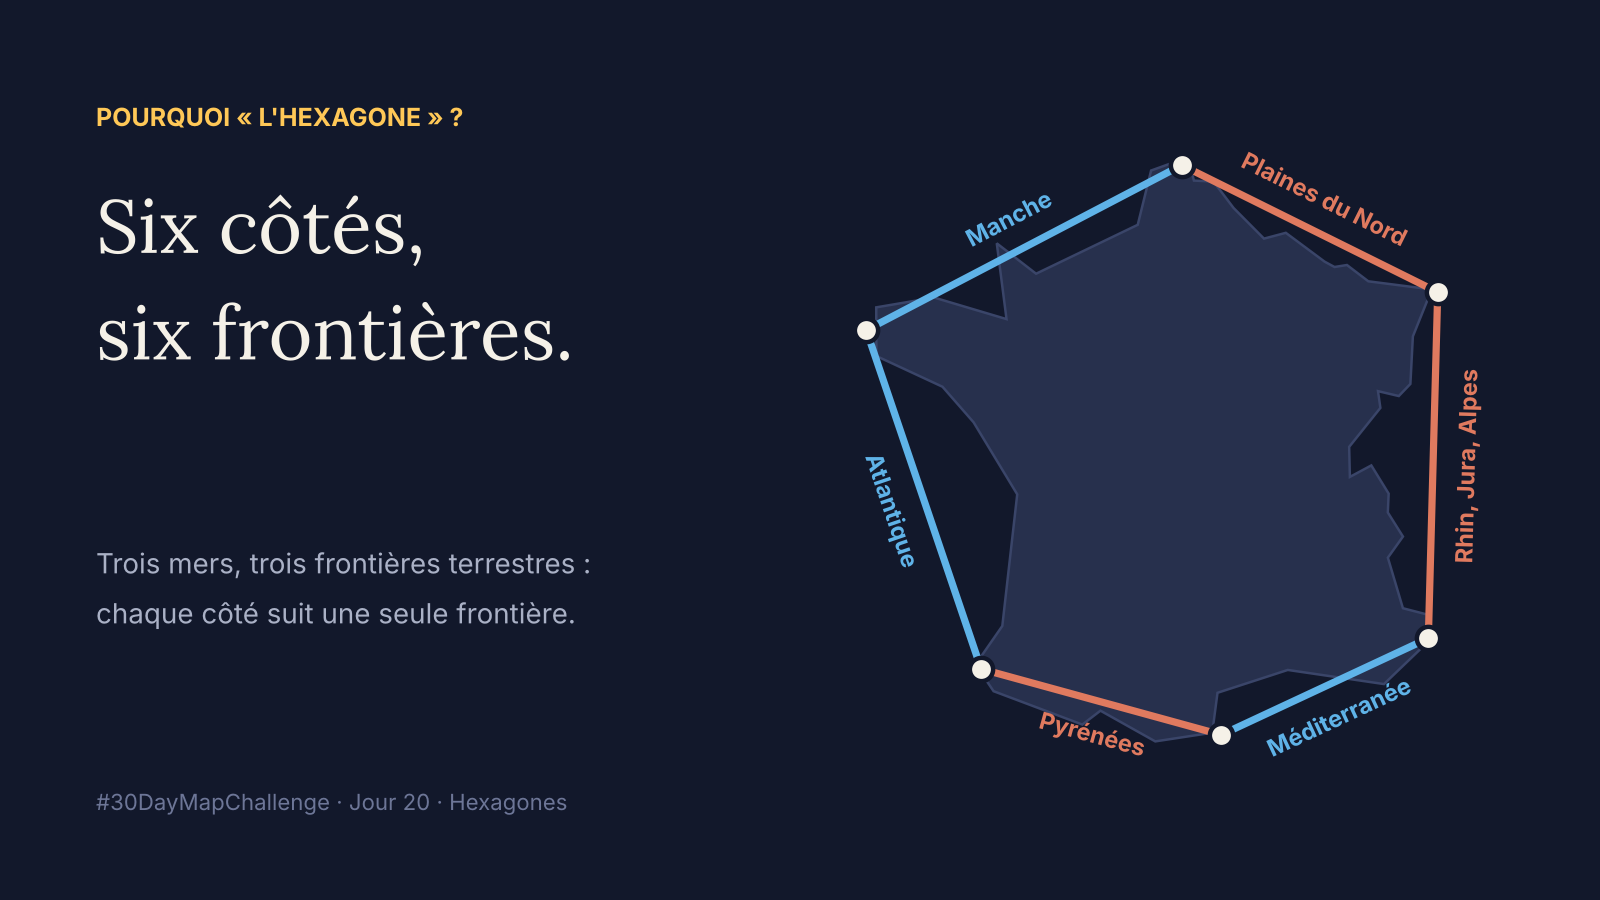 POURQUOI « L'HEXAGONE » ?
Six côtés,
six frontières.
Trois mers, trois frontières terrestres :
chaque côté suit une seule frontière.
#30DayMapChallenge · Jour 20 · Hexagones
Manche
Plaines du Nord
Rhin, Jura, Alpes
Atlantique
Pyrénées
Méditerranée